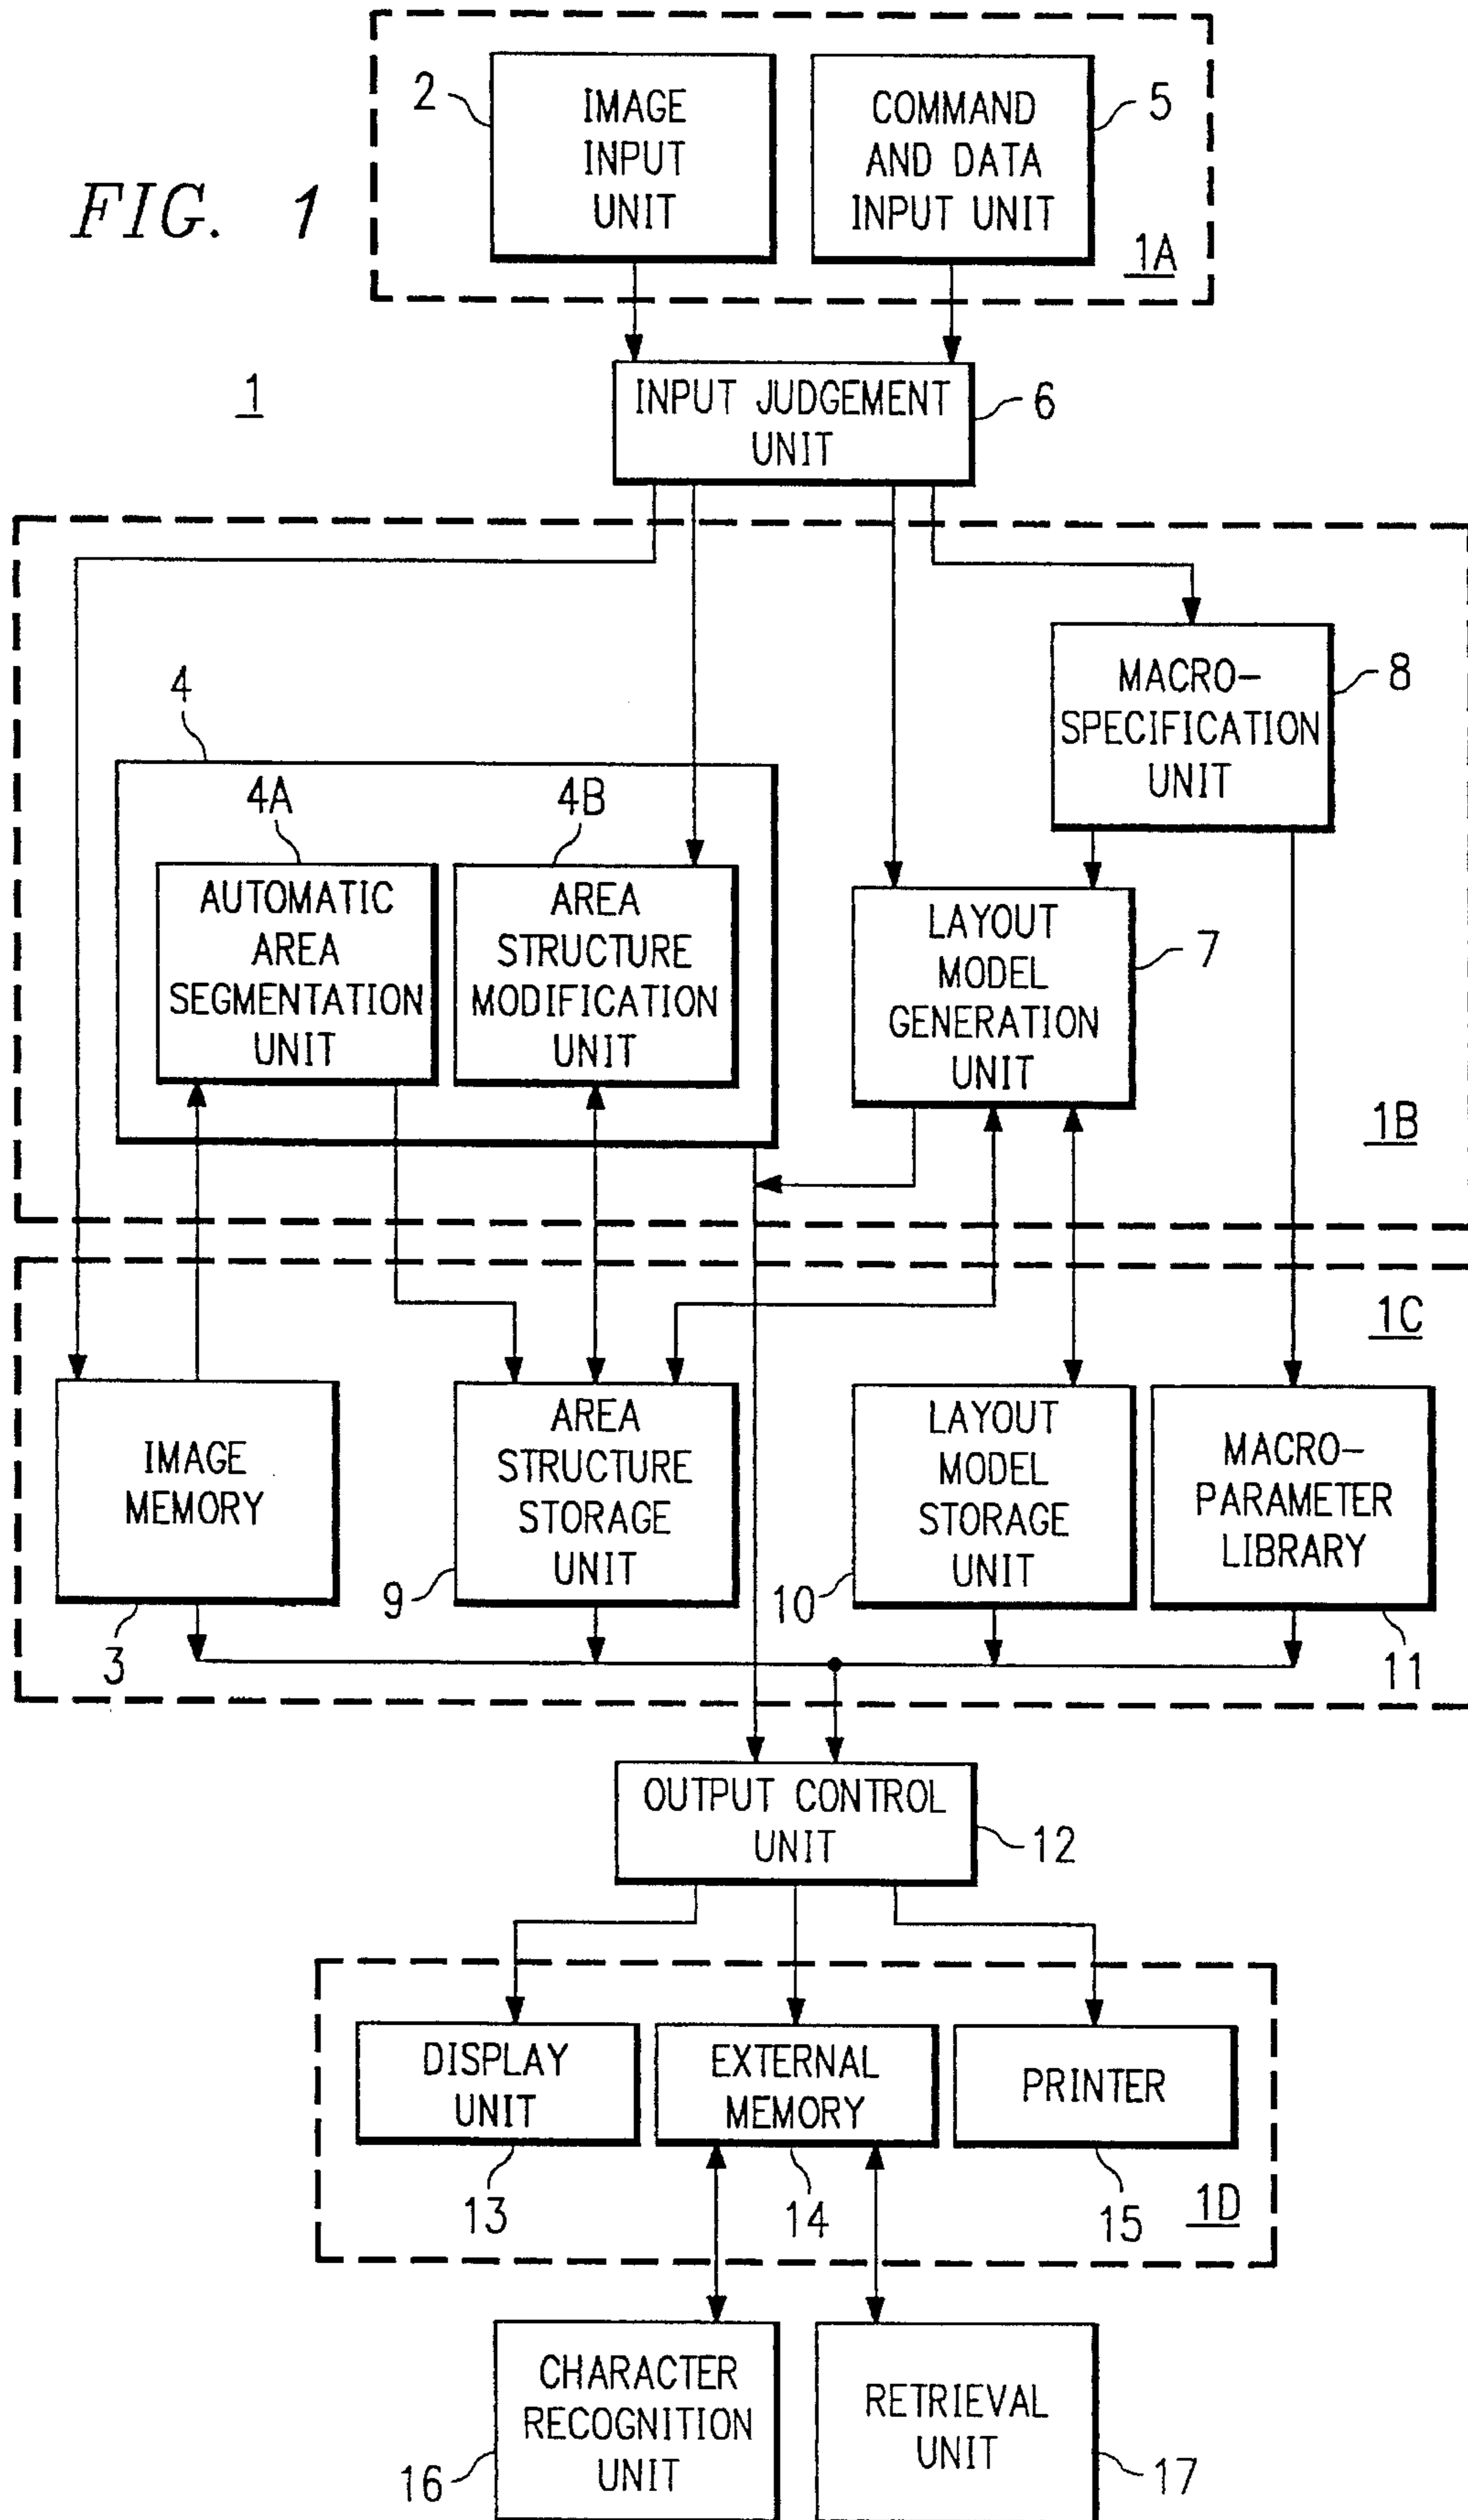 FIG. 1
2
IMAGE
INPUT
UNIT
COMMAND
AND DATA
INPUT UNIT
5
1A
1
INPUT JUDGEMENT
UNIT
6
MACRO-
SPECIFICATION
UNIT
8
4
4A
4B
AUTOMATIC
AREA
SEGMENTATION
UNIT
AREA
STRUCTURE
MODIFICATION
UNIT
LAYOUT
MODEL
GENERATION
UNIT
7
1B
1C
IMAGE
MEMORY
3
AREA
STRUCTURE
STORAGE
UNIT
9
LAYOUT
MODEL
STORAGE
UNIT
10
MACRO-
PARAMETER
LIBRARY
11
OUTPUT CONTROL
UNIT
12
DISPLAY
UNIT
13
EXTERNAL
MEMORY
14
PRINTER
15
1D
CHARACTER
RECOGNITION
UNIT
16
RETRIEVAL
UNIT
17